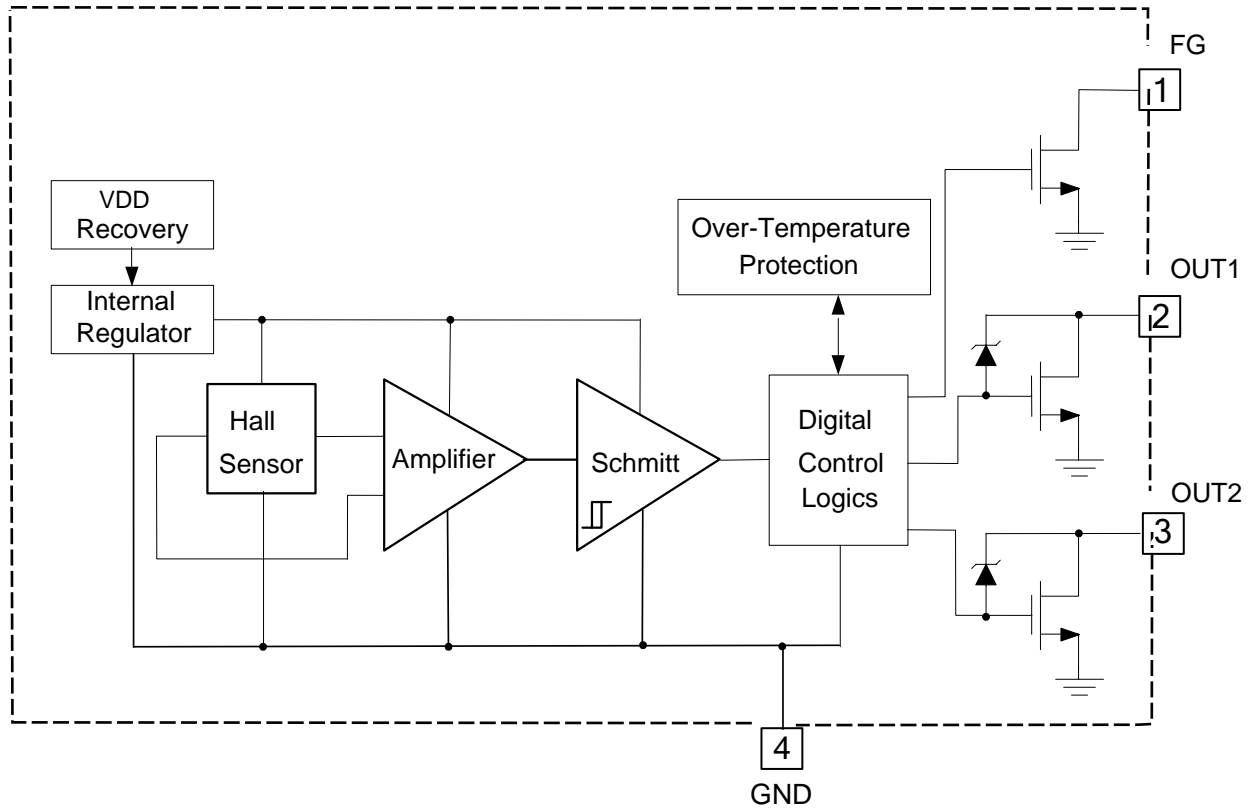 FG
1
VDD
Recovery
Over-Temperature
Protection
OUT1
2
Internal
Regulator
Hall
Sensor
Amplifier
Schmitt
Digital
Control
Logics
OUT2
3
4
GND